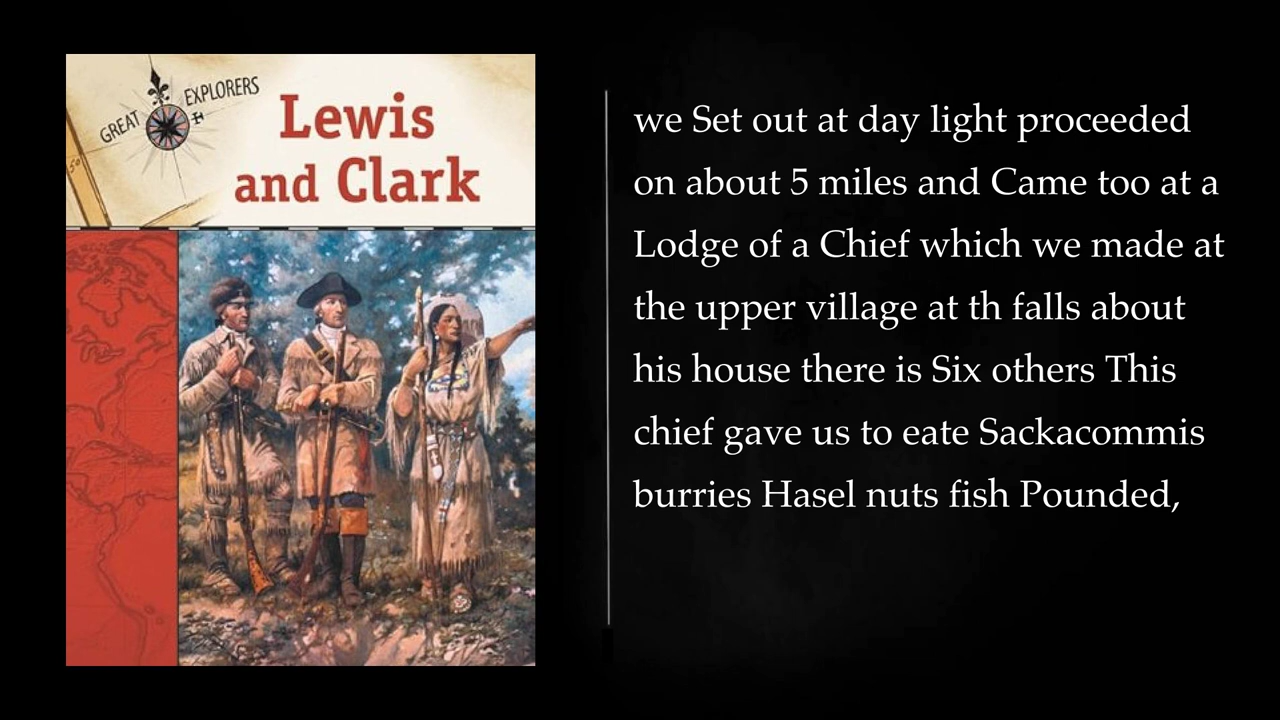 GREAT EXPLORERS
Lewis
and Clark
50
we Set out at day light proceeded
on about 5 miles and Came too at a
Lodge of a Chief which we made at
the upper village at th falls about
his house there is Six others This
chief gave us to eate Sackacommis
burries Hasel nuts fish Pounded,